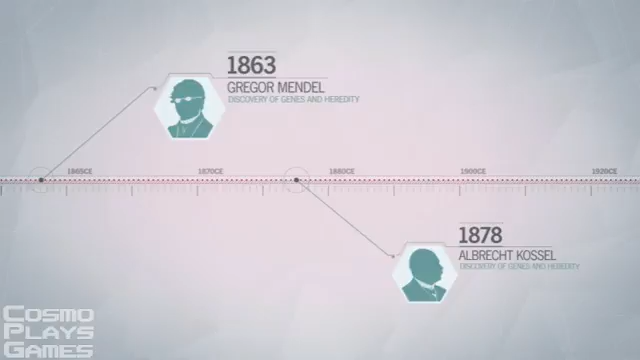 1863
GREGOR MENDEL
DISCOVERY OF GENES AND HEREDITY
1865CE
1870CE
1880CE
1900CE
1920CE
1878
ALBRECHT KOSSEL
DISCOVERY OF GENES AND HEREDITY
COSMO
PLAYS
GAMES